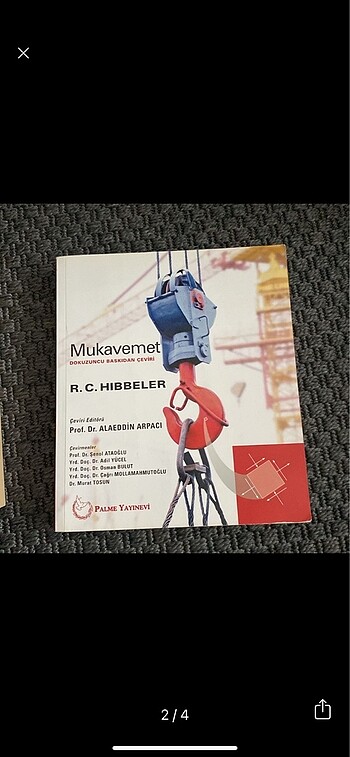 Mukavemet
DOKUZUNCU BASKIDAN ÇEVİRİ
R. C. HIBBELER
Çeviri Editörü
Prof. Dr. ALAEDDİN ARPACI
Çevirmenler
Prof. Dr. Şenol ATAOĞLU
Yrd. Doç. Dr. Adil YÜCEL
Yrd. Doç. Dr. Osman BULUT
Yrd. Doç. Dr. Çağrı MOLLAMAHMUTOĞLU
Dr. Murat TOSUN
PALME YAYINEVİ
2 / 4